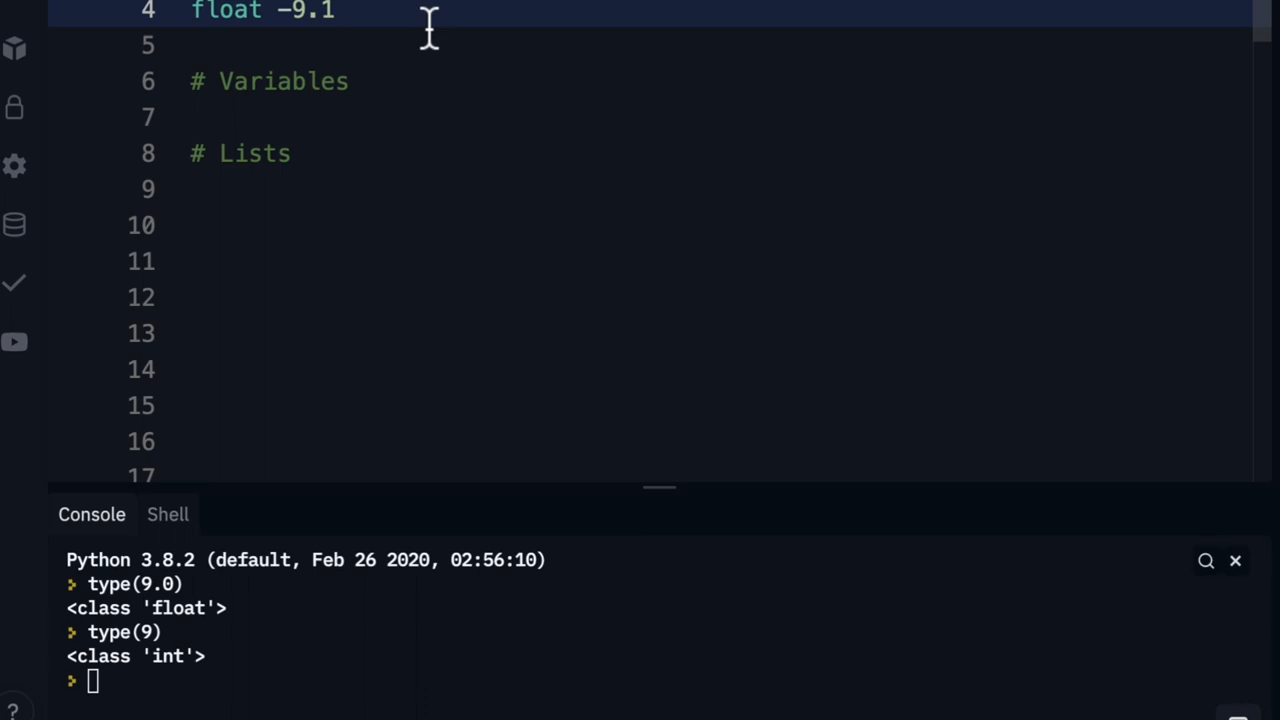 4 float -9.1
5
6 # Variables
7
8 # Lists
9
10
11
12
13
14
15
16
17
Console Shell
Python 3.8.2 (default, Feb 26 2020, 02:56:10)
type(9.0)
<class 'float'>
type(9)
<class 'int'>
?